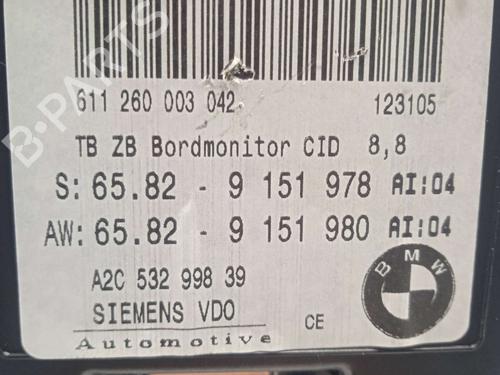 B-PARTS
611 260 003 042 123105
TB ZB Bordmonitor CID 8,8
S: 65.82 - 9 151 978 AI:04
AW: 65.82 - 9 151 980 AI:04
A2C 532 998 39
SIEMENS VDO
Automotive
CE
BMW